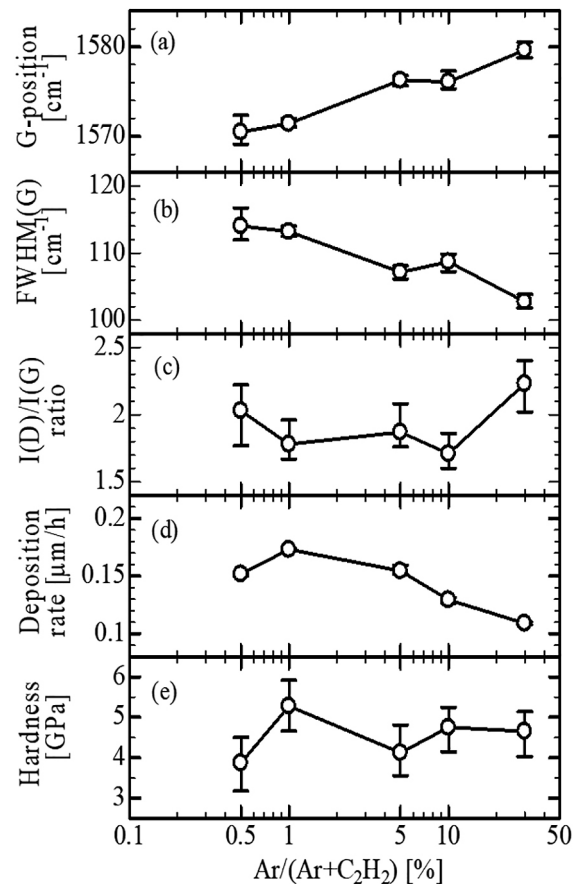 (a)
1580
1570
G-position
[cm⁻¹]
(b)
120
110
100
FWHM(G)
[cm⁻¹]
(c)
2.5
2
1.5
I(D)/I(G)
ratio
(d)
0.2
0.15
0.1
Deposition
rate [μm/h]
(e)
6
5
4
3
Hardness
[GPa]
0.1 0.5 1 5 10 50
Ar/(Ar+C₂H₂) [%]